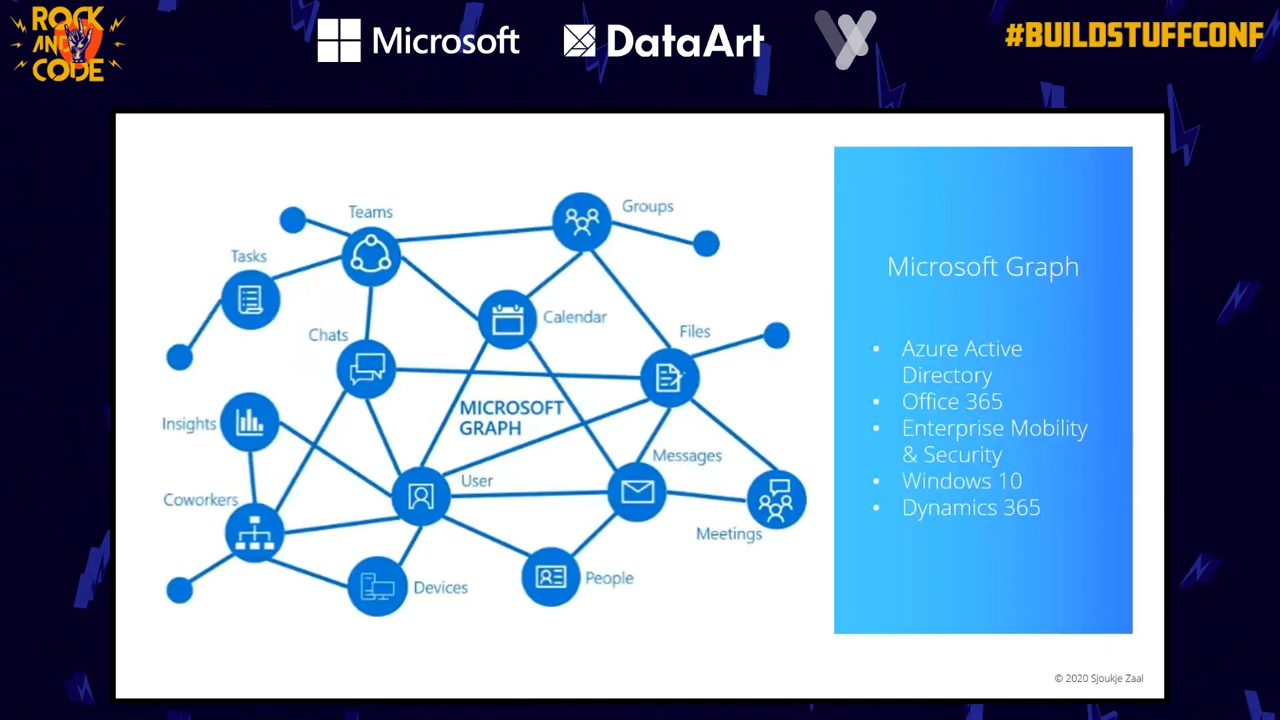 ROCK
AND
CODE
Microsoft
DataArt
#BUILDSTUFFCONF
Teams
Groups
Tasks
Calendar
Chats
Files
MICROSOFT
GRAPH
Insights
Messages
User
Coworkers
Meetings
People
Devices
Microsoft Graph
• Azure Active
Directory
• Office 365
• Enterprise Mobility
& Security
• Windows 10
• Dynamics 365
© 2020 Sjoukje Zaal